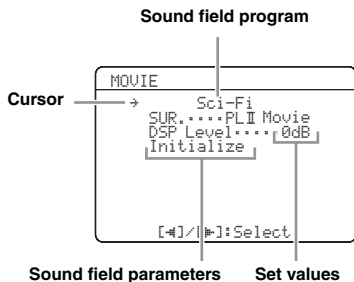 Sound field program
MOVIE
Cursor
→ Sci-Fi
SUR.····PLⅡ Movie
DSP Level····0dB
Initialize
[◀]/[▶]:Select
Sound field parameters
Set values